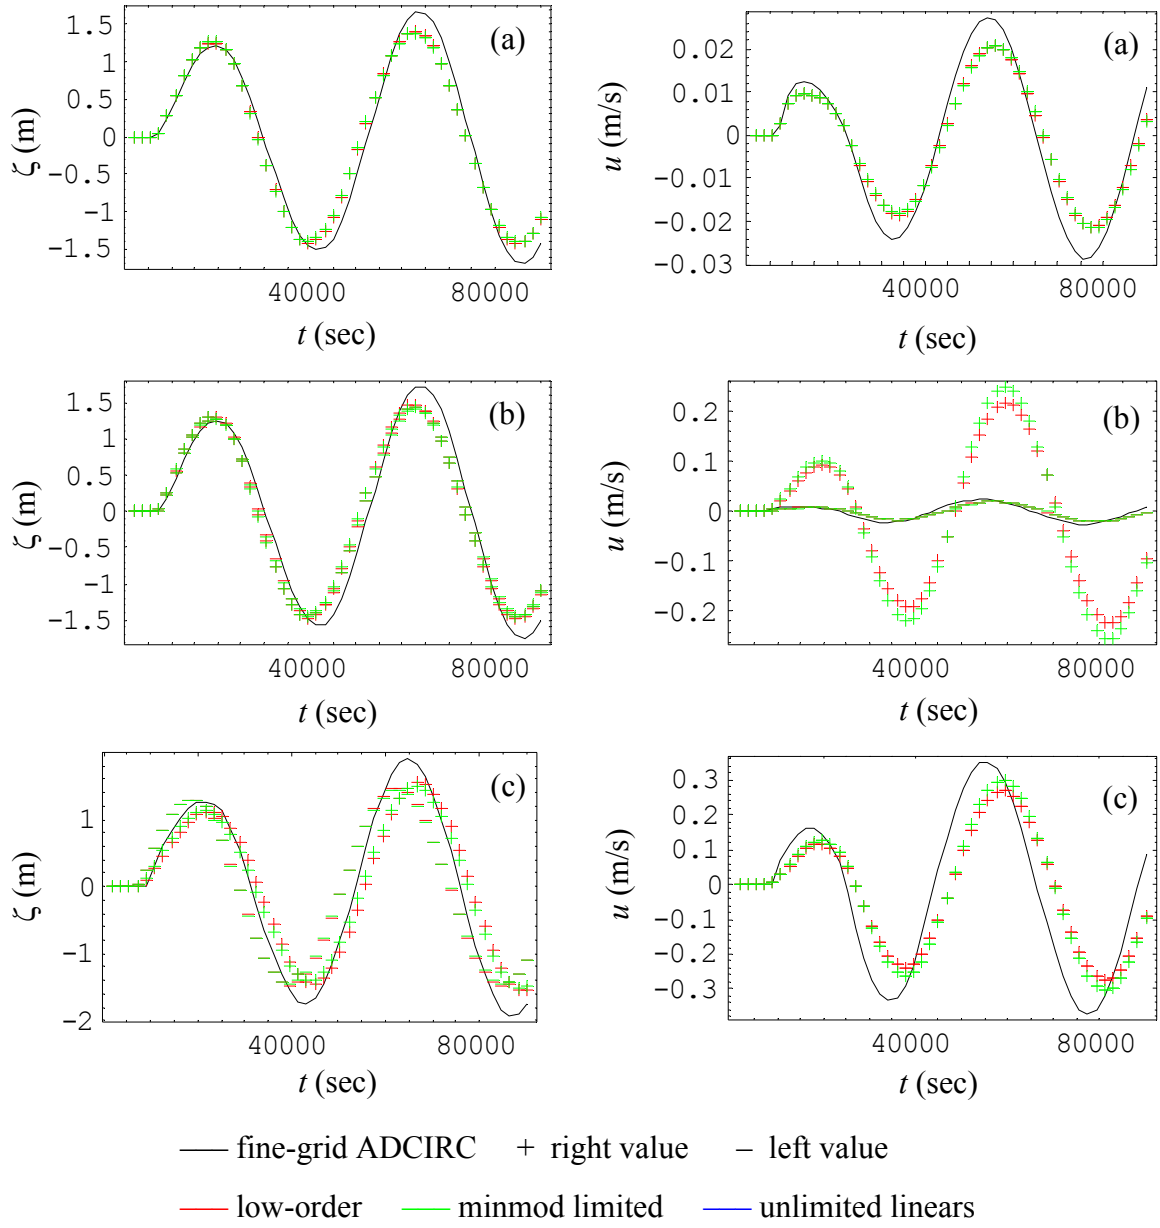 1.5
1
0.5
0
-0.5
-1
-1.5
ζ (m)
(a)
40000 80000
t (sec)
0.02
0.01
0
-0.01
-0.02
-0.03
u (m/s)
(a)
40000 80000
t (sec)
1.5
1
0.5
0
-0.5
-1
-1.5
ζ (m)
(b)
40000 80000
t (sec)
0.2
0.1
0
-0.1
-0.2
u (m/s)
(b)
40000 80000
t (sec)
1
0
-1
-2
ζ (m)
(c)
40000 80000
t (sec)
0.3
0.2
0.1
0
-0.1
-0.2
-0.3
u (m/s)
(c)
40000 80000
t (sec)
— fine-grid ADCIRC + right value – left value
— low-order — minmod limited — unlimited linears